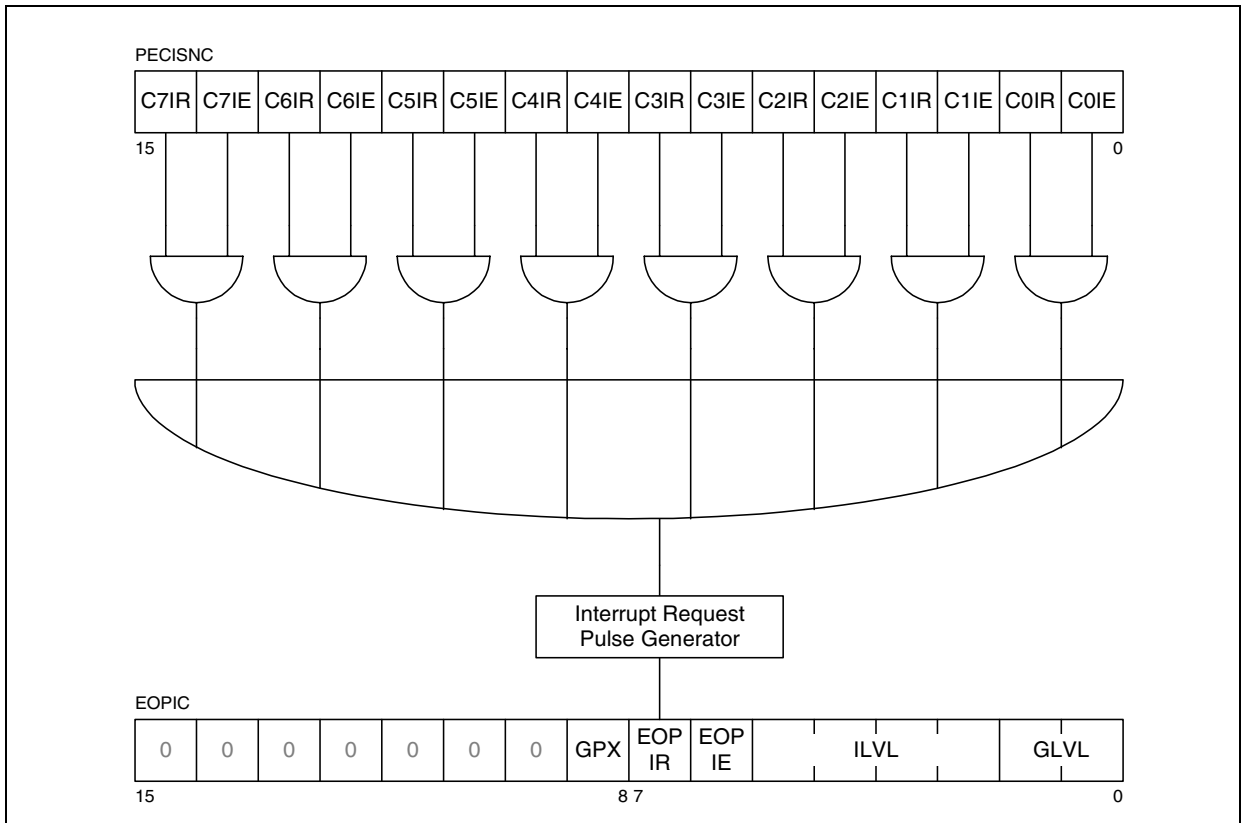 PECISNC
C7IR C7IE C6IR C6IE C5IR C5IE C4IR C4IE C3IR C3IE C2IR C2IE C1IR C1IE C0IR C0IE
15 0
Interrupt Request
Pulse Generator
EOPIC
0 0 0 0 0 0 0 GPX EOP IR EOP IE ILVL GLVL
15 8 7 0